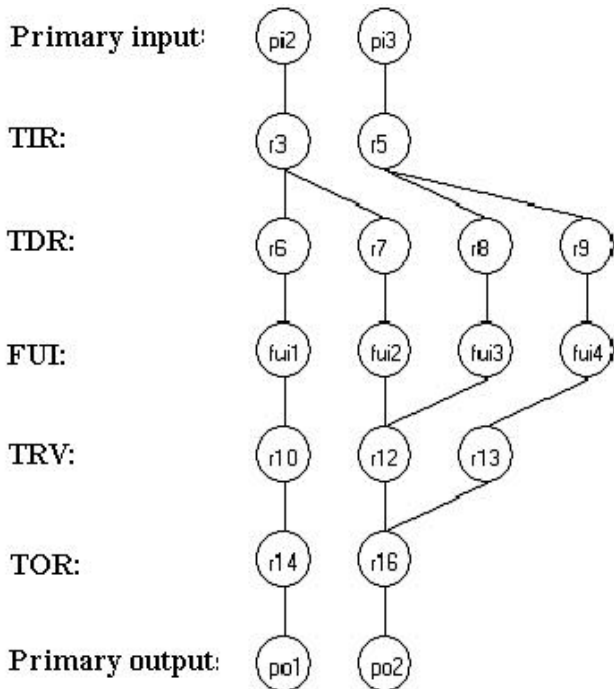 Primary input: pi2 pi3
TIR: r3 r5
TDR: r6 r7 r8 r9
FUI: fui1 fui2 fui3 fui4
TRV: r10 r12 r13
TOR: r14 r16
Primary output: po1 po2